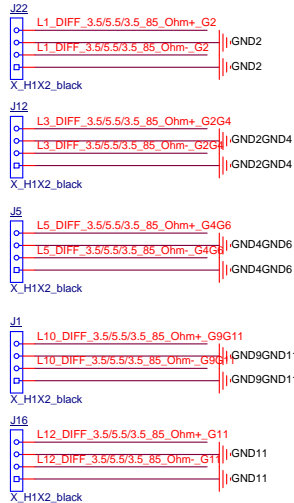 J22
L1_DIFF_3.5/5.5/3.5_85_Ohm+_G2
GND2
L1_DIFF_3.5/5.5/3.5_85_Ohm-_G2
GND2
X_H1X2_black
J12
L3_DIFF_3.5/5.5/3.5_85_Ohm+_G2G4
GND2GND4
L3_DIFF_3.5/5.5/3.5_85_Ohm-_G2G4
GND2GND4
X_H1X2_black
J5
L5_DIFF_3.5/5.5/3.5_85_Ohm+_G4G6
GND4GND6
L5_DIFF_3.5/5.5/3.5_85_Ohm-_G4G6
GND4GND6
X_H1X2_black
J1
L10_DIFF_3.5/5.5/3.5_85_Ohm+_G9G11
GND9GND11
L10_DIFF_3.5/5.5/3.5_85_Ohm-_G9G11
GND9GND11
X_H1X2_black
J16
L12_DIFF_3.5/5.5/3.5_85_Ohm+_G11
GND11
L12_DIFF_3.5/5.5/3.5_85_Ohm-_G11
GND11
X_H1X2_black